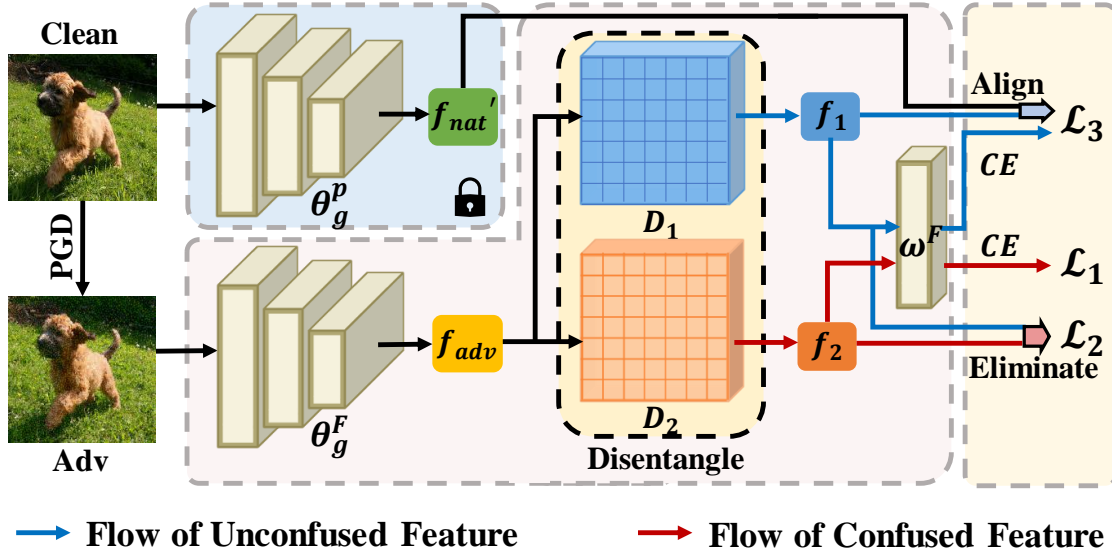 Clean
PGD
Adv
θ_g^p
f_nat′
θ_g^F
f_adv
D_1
D_2
Disentangle
f_1
f_2
ω^F
Align
CE
ℒ_3
CE
ℒ_1
ℒ_2
Eliminate
Flow of Unconfused Feature
Flow of Confused Feature